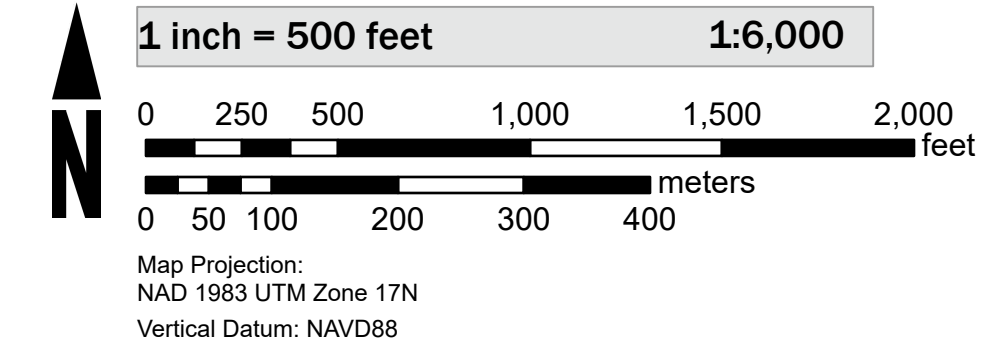 N
1 inch = 500 feet 1:6,000
0 250 500 1,000 1,500 2,000
feet
meters
0 50 100 200 300 400
Map Projection:
NAD 1983 UTM Zone 17N
Vertical Datum: NAVD88